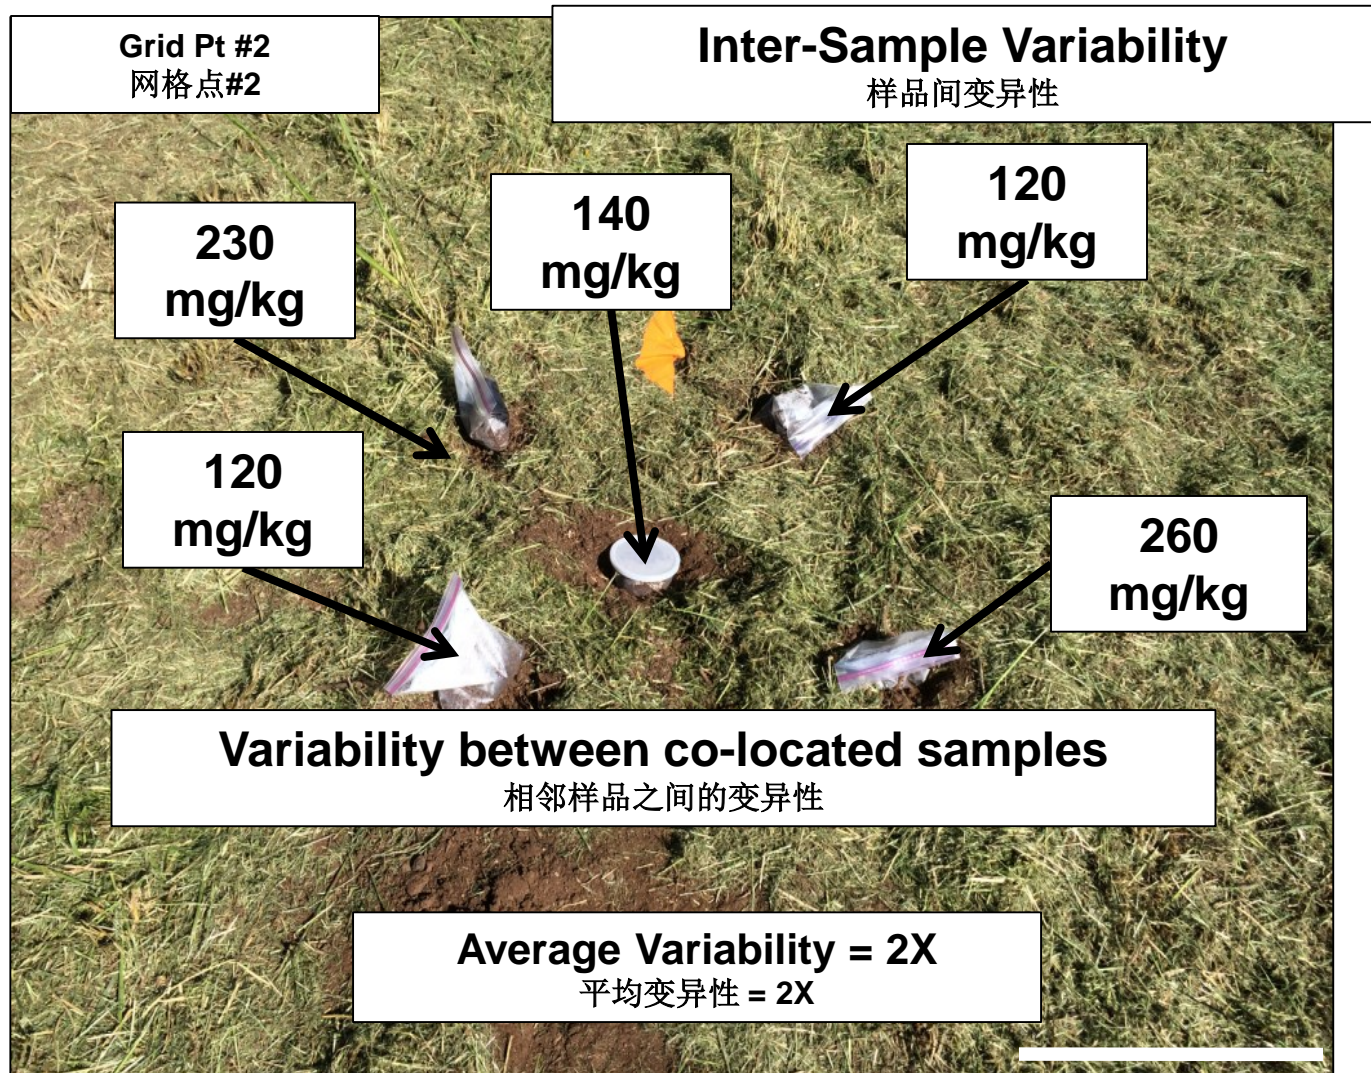 Grid Pt #2
网格点#2
Inter-Sample Variability
样品间变异性
230
mg/kg
140
mg/kg
120
mg/kg
120
mg/kg
260
mg/kg
Variability between co-located samples
相邻样品之间的变异性
Average Variability = 2X
平均变异性 = 2X